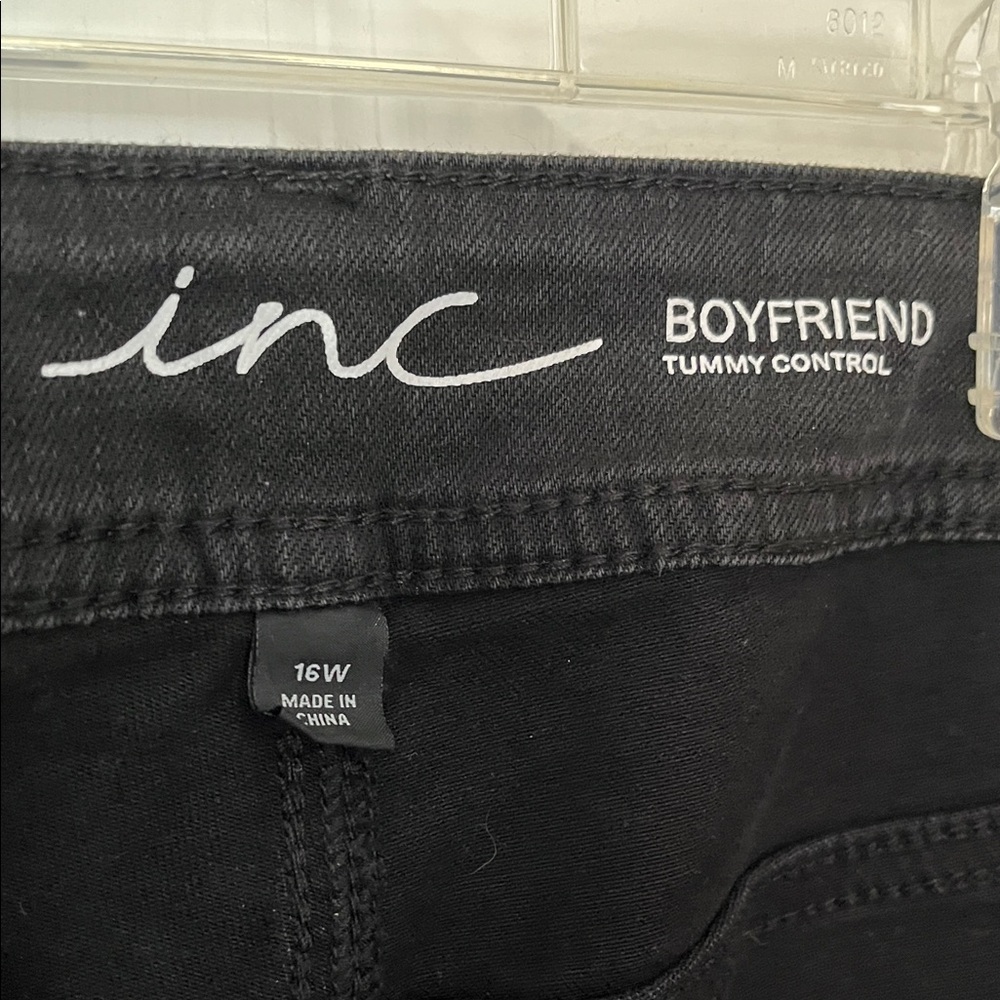 6012
M
inc
BOYFRIEND
TUMMY CONTROL
16W
MADE IN
CHINA